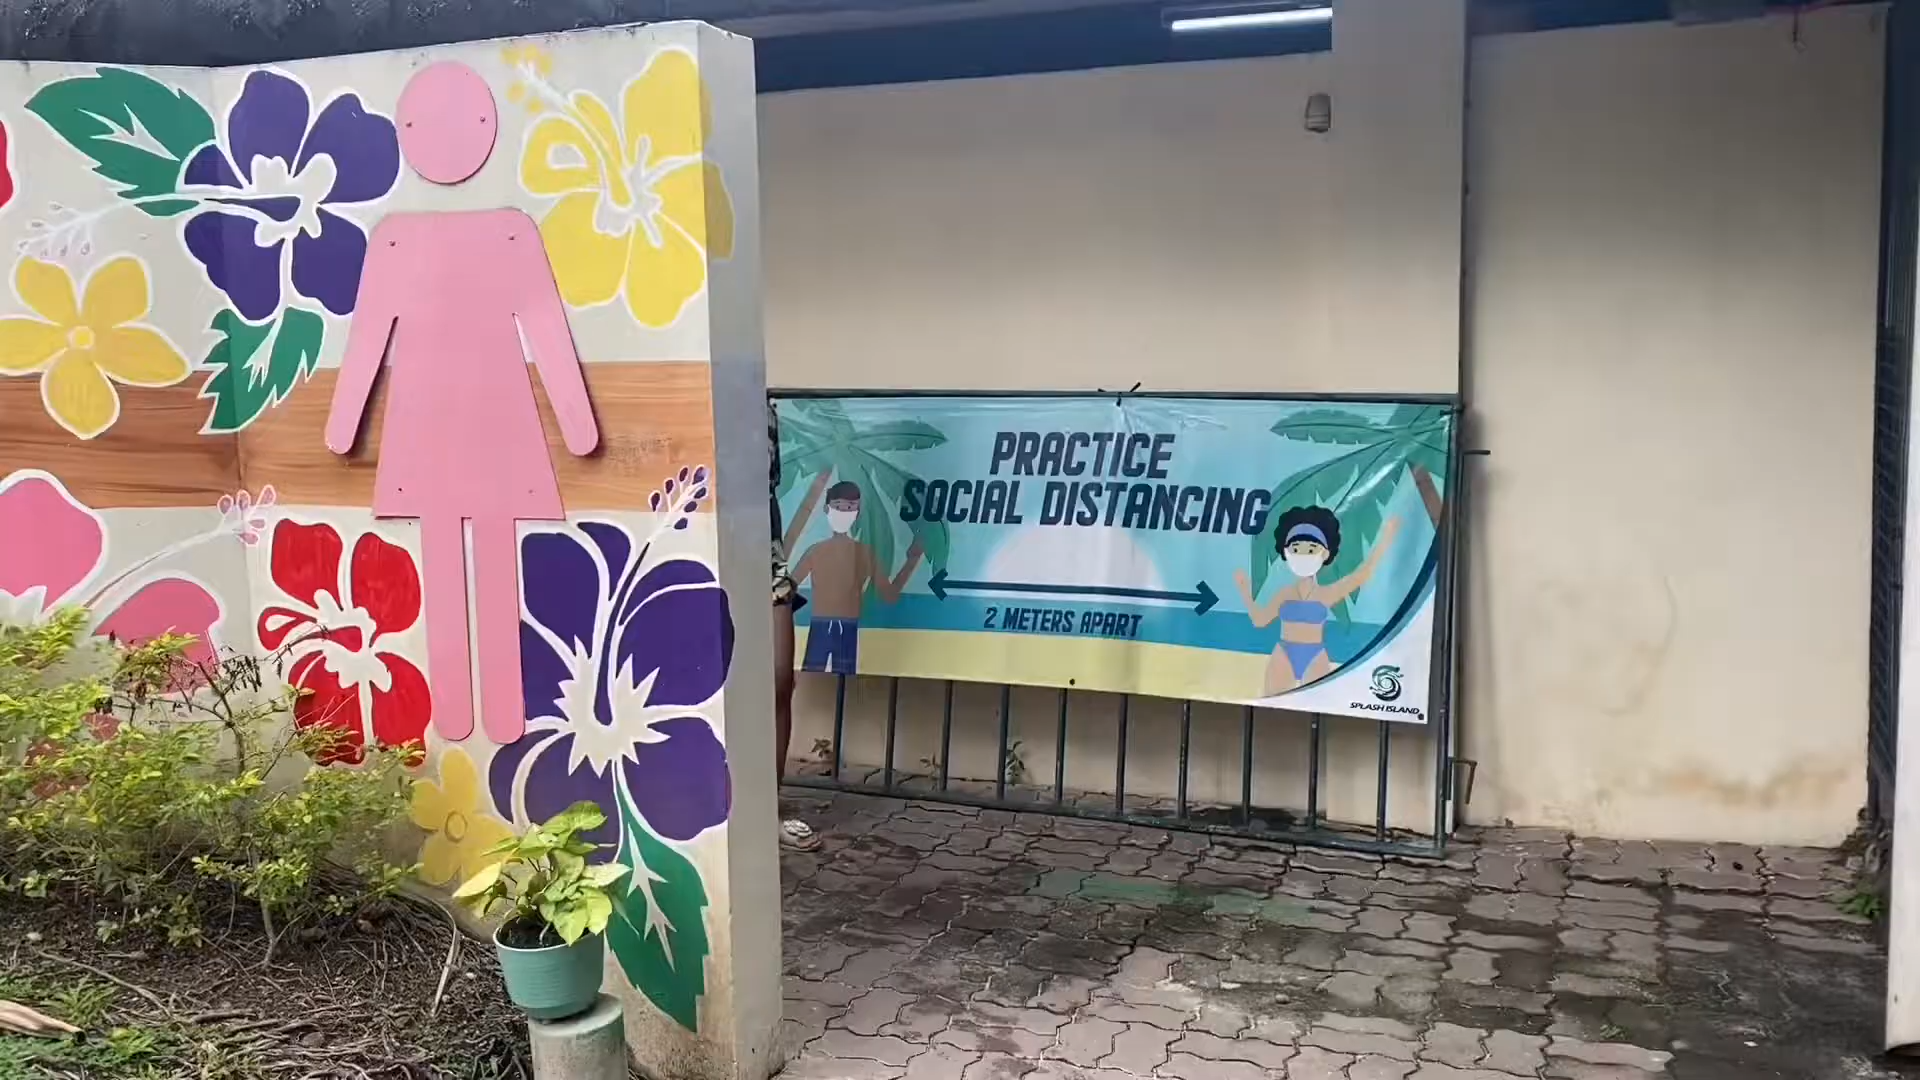 PRACTICE
SOCIAL DISTANCING
2 METERS APART
SPLASH ISLAND